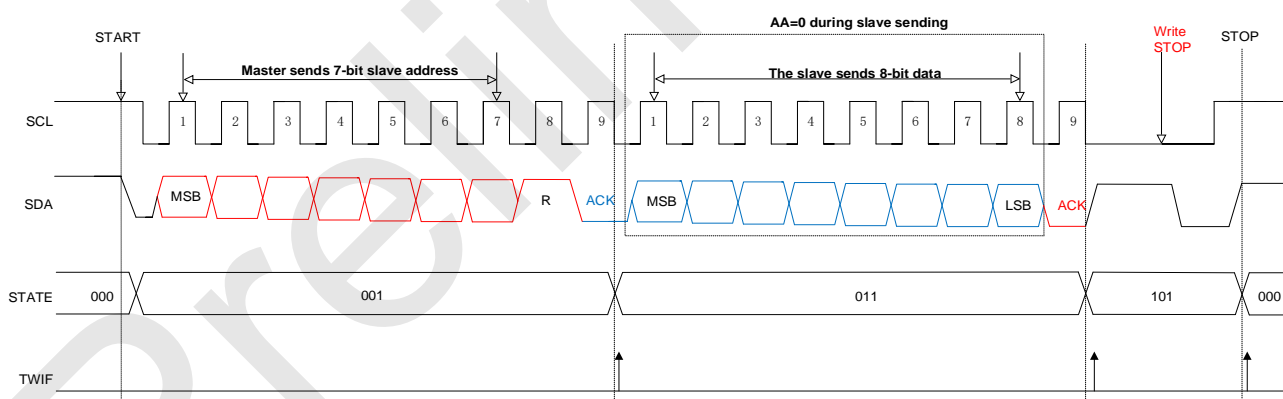 AA=0 during slave sending
START
Write
STOP
STOP
Master sends 7-bit slave address
The slave sends 8-bit data
SCL
1 2 3 4 5 6 7 8 9 1 2 3 4 5 6 7 8 9
SDA
MSB R ACK MSB LSB ACK
STATE
000 001 011 101 000
TWIF
Prelim